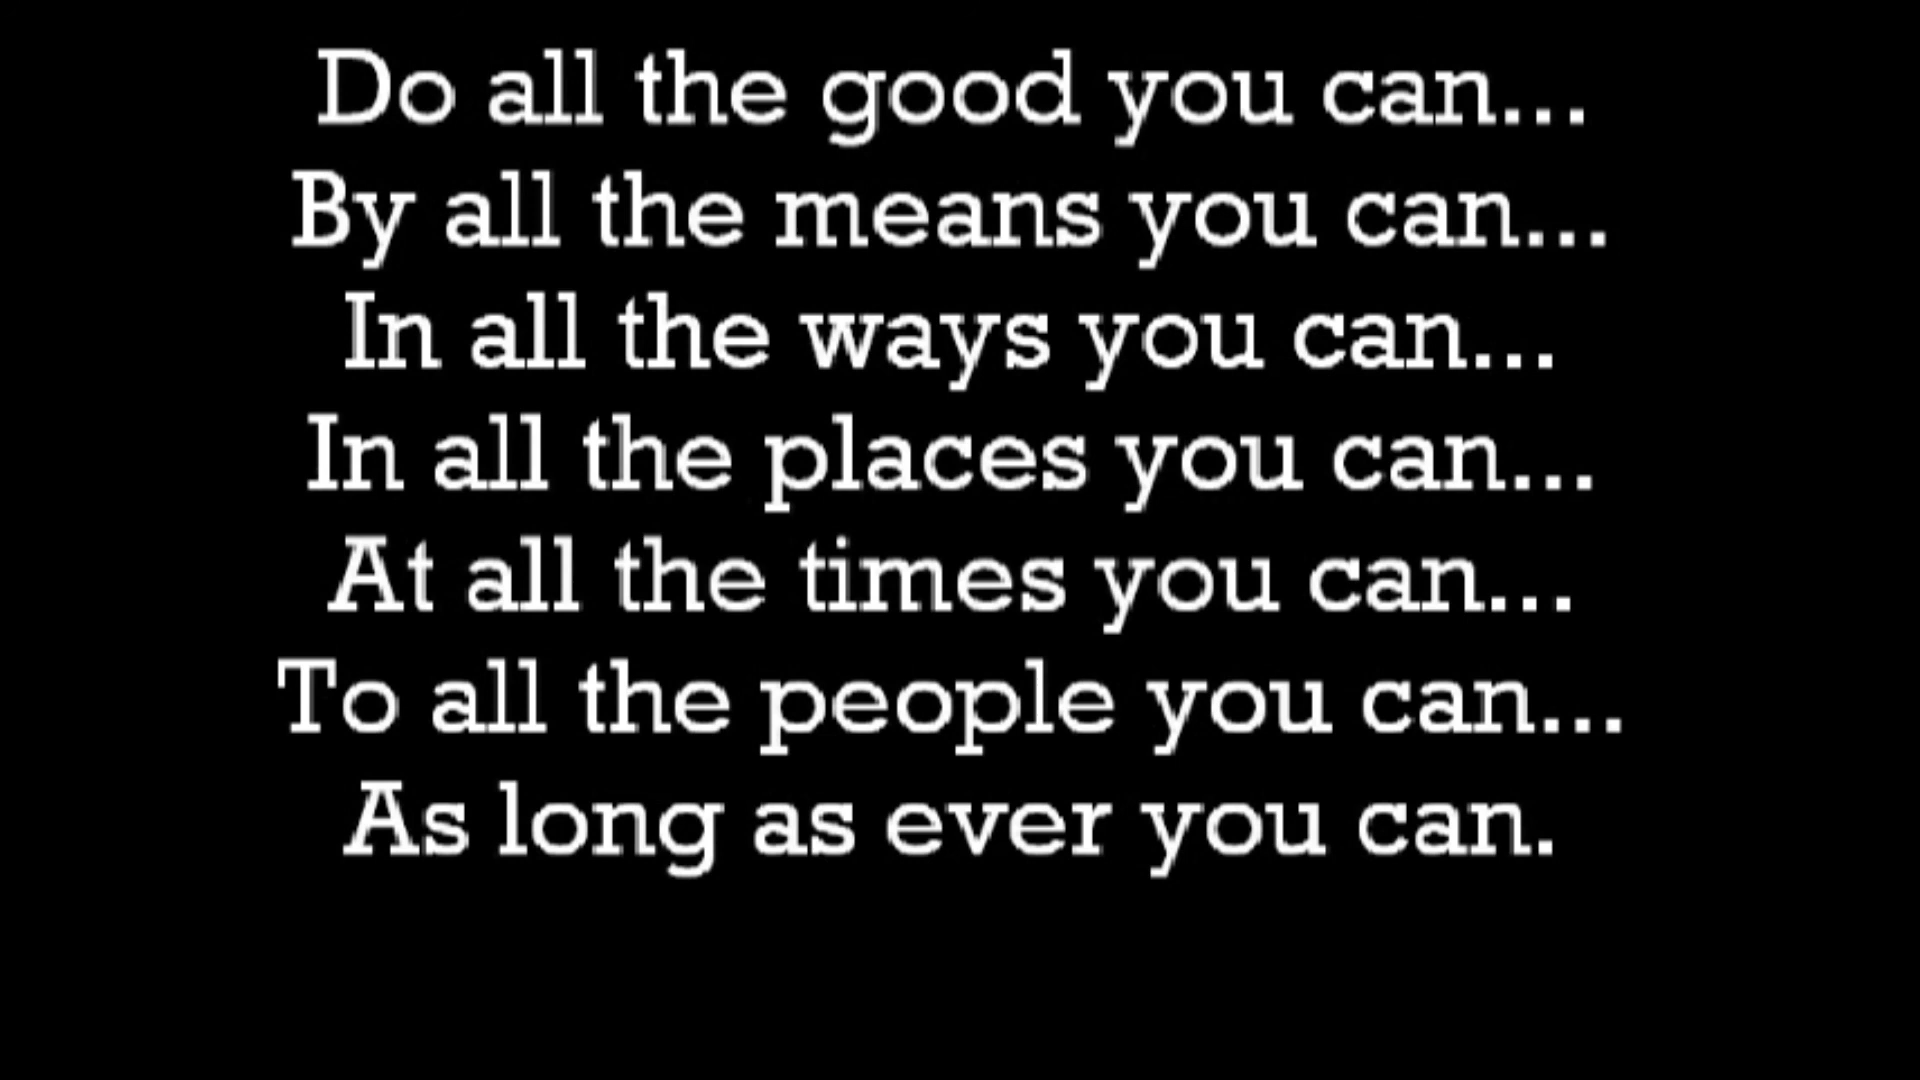 Do all the good you can...
By all the means you can...
In all the ways you can...
In all the places you can...
At all the times you can...
To all the people you can...
As long as ever you can.